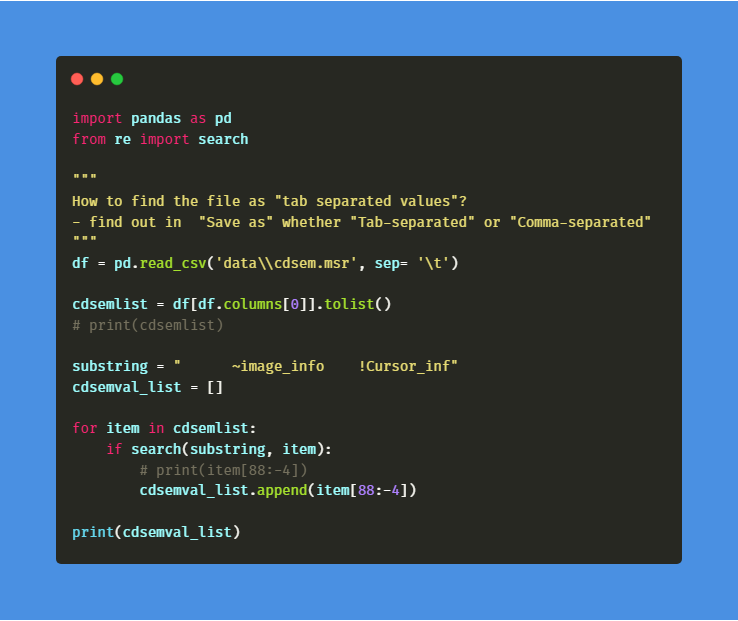 import pandas as pd
from re import search
"""
How to find the file as "tab separated values"?
- find out in  "Save as" whether "Tab-separated" or "Comma-separated"
"""
df = pd.read_csv('data\\cdsem.msr', sep= '\t')
cdsemlist = df[df.columns[0]].tolist()
# print(cdsemlist)
substring = "      ~image_info    !Cursor_inf"
cdsemval_list = []
for item in cdsemlist:
    if search(substring, item):
        # print(item[88:-4])
        cdsemval_list.append(item[88:-4])
print(cdsemval_list)